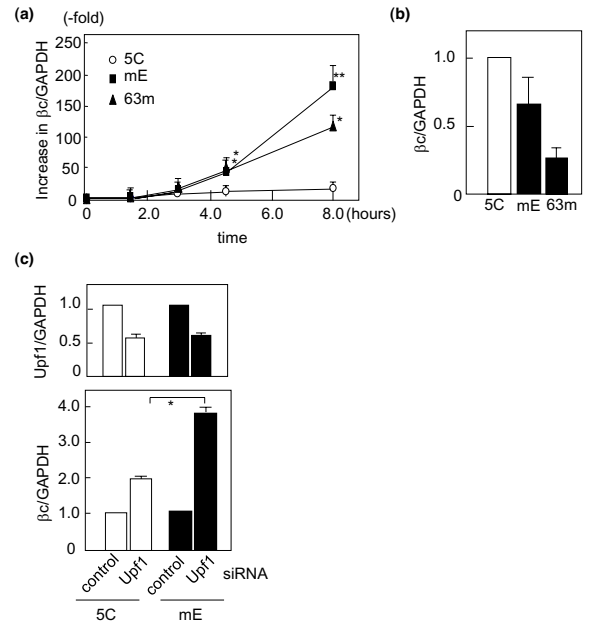 (a) (-fold)
Increase in βc/GAPDH
250
200
150
100
50
0
5C
mE
63m
**
*
*
*
0 2.0 4.0 6.0 8.0 (hours)
time
(b)
βc/GAPDH
1.0
0.5
0
5C mE 63m
(c)
Upf1/GAPDH
1.0
0.5
0
βc/GAPDH
4.0
3.0
2.0
1.0
0
*
control Upf1 control Upf1 siRNA
5C mE